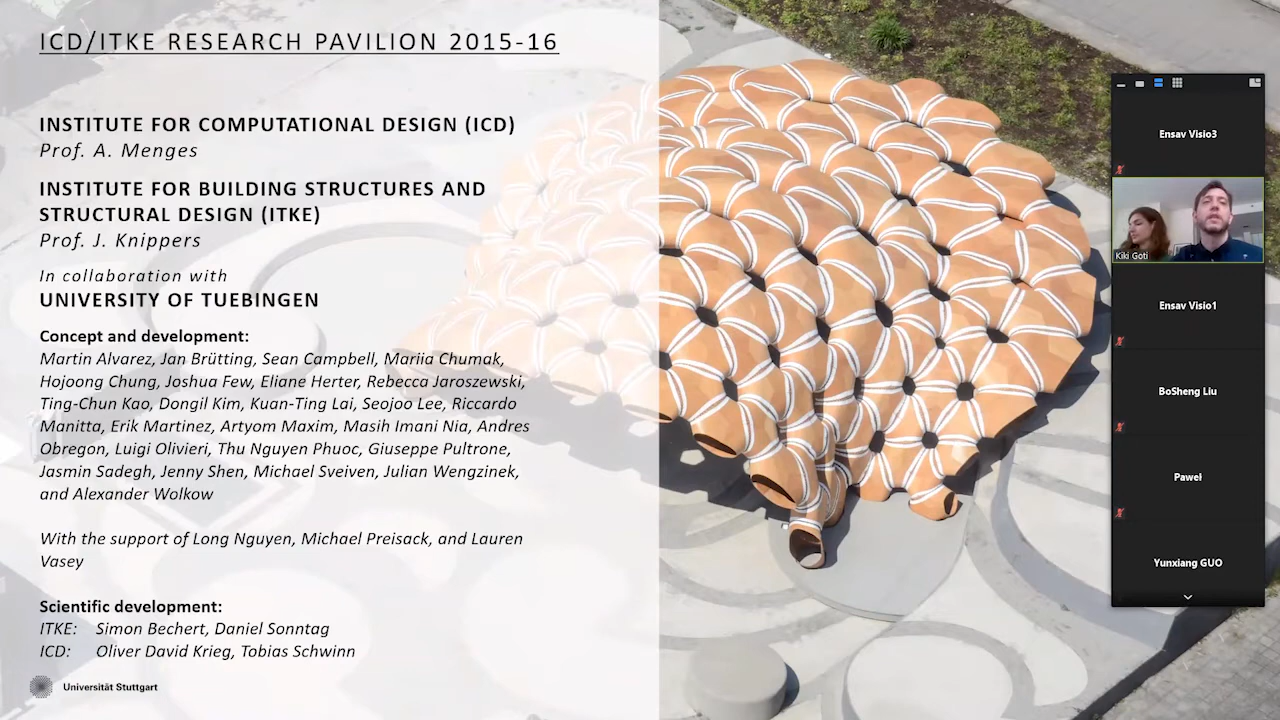 ICD/ITKE RESEARCH PAVILION 2015-16
INSTITUTE FOR COMPUTATIONAL DESIGN (ICD)
Prof. A. Menges
INSTITUTE FOR BUILDING STRUCTURES AND
STRUCTURAL DESIGN (ITKE)
Prof. J. Knippers
In collaboration with
UNIVERSITY OF TUEBINGEN
Concept and development:
Martin Alvarez, Jan Brütting, Sean Campbell, Mariia Chumak,
Hojoong Chung, Joshua Few, Eliane Herter, Rebecca Jaroszewski,
Ting-Chun Kao, Dongil Kim, Kuan-Ting Lai, Seojoo Lee, Riccardo
Manitta, Erik Martinez, Artyom Maxim, Masih Imani Nia, Andres
Obregon, Luigi Olivieri, Thu Nguyen Phuoc, Giuseppe Pultrone,
Jasmin Sadegh, Jenny Shen, Michael Sveiven, Julian Wengzinek,
and Alexander Wolkow
With the support of Long Nguyen, Michael Preisack, and Lauren
Vasey
Scientific development:
ITKE: Simon Bechert, Daniel Sonntag
ICD: Oliver David Krieg, Tobias Schwinn
Universität Stuttgart
Ensav Visio3
Kiki Goti
Ensav Visio1
BoSheng Liu
Paweł
Yunxiang GUO